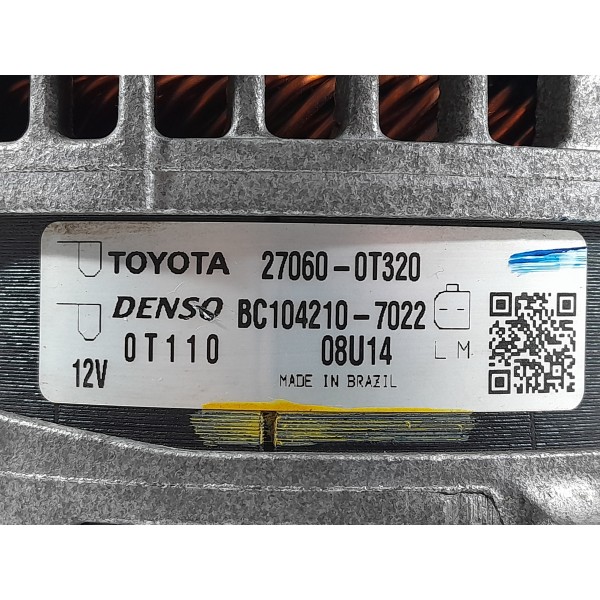 TOYOTA 27060-0T320
DENSO BC104210-7022
0T110 08U14 L M
12V MADE IN BRAZIL